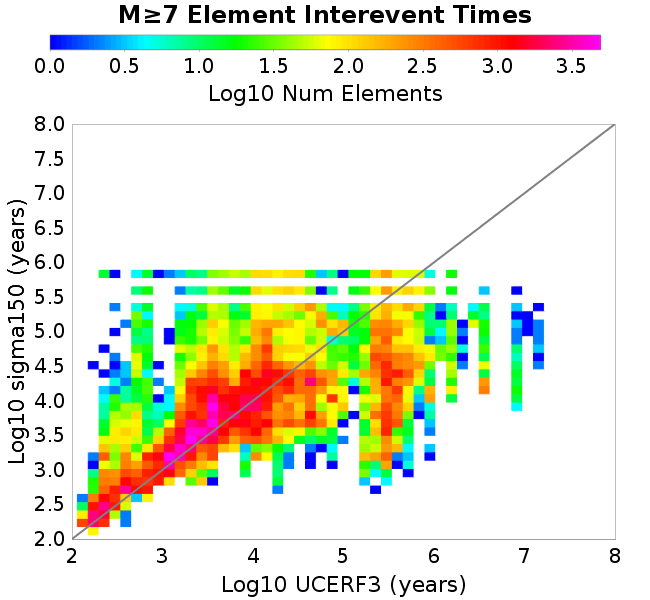 M≥7 Element Interevent Times
0.0 0.5 1.0 1.5 2.0 2.5 3.0 3.5
Log10 Num Elements
8.0
7.5
7.0
6.5
6.0
5.5
5.0
4.5
4.0
3.5
3.0
2.5
2.0
Log10 sigma150 (years)
2 3 4 5 6 7 8
Log10 UCERF3 (years)